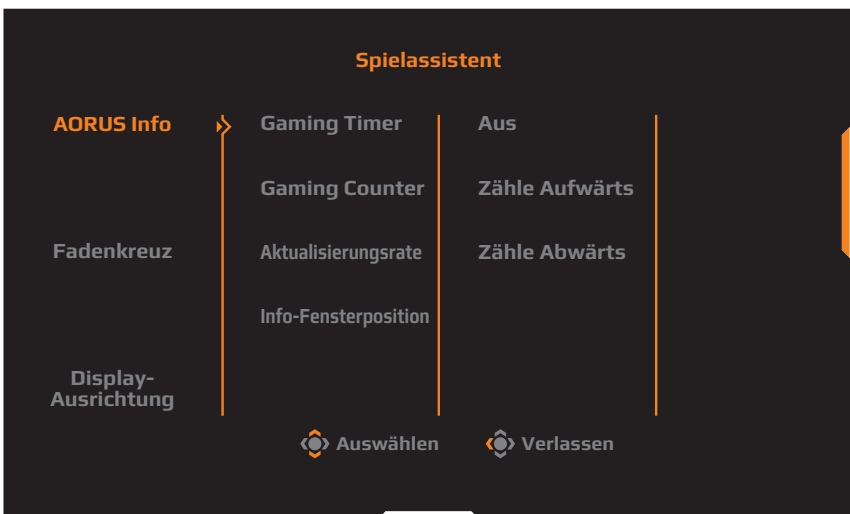 Spielassistent
AORUS Info
Gaming Timer
Aus
Gaming Counter
Zähle Aufwärts
Fadenkreuz
Aktualisierungsrate
Zähle Abwärts
Info-Fensterposition
Display-
Ausrichtung
Auswählen
Verlassen